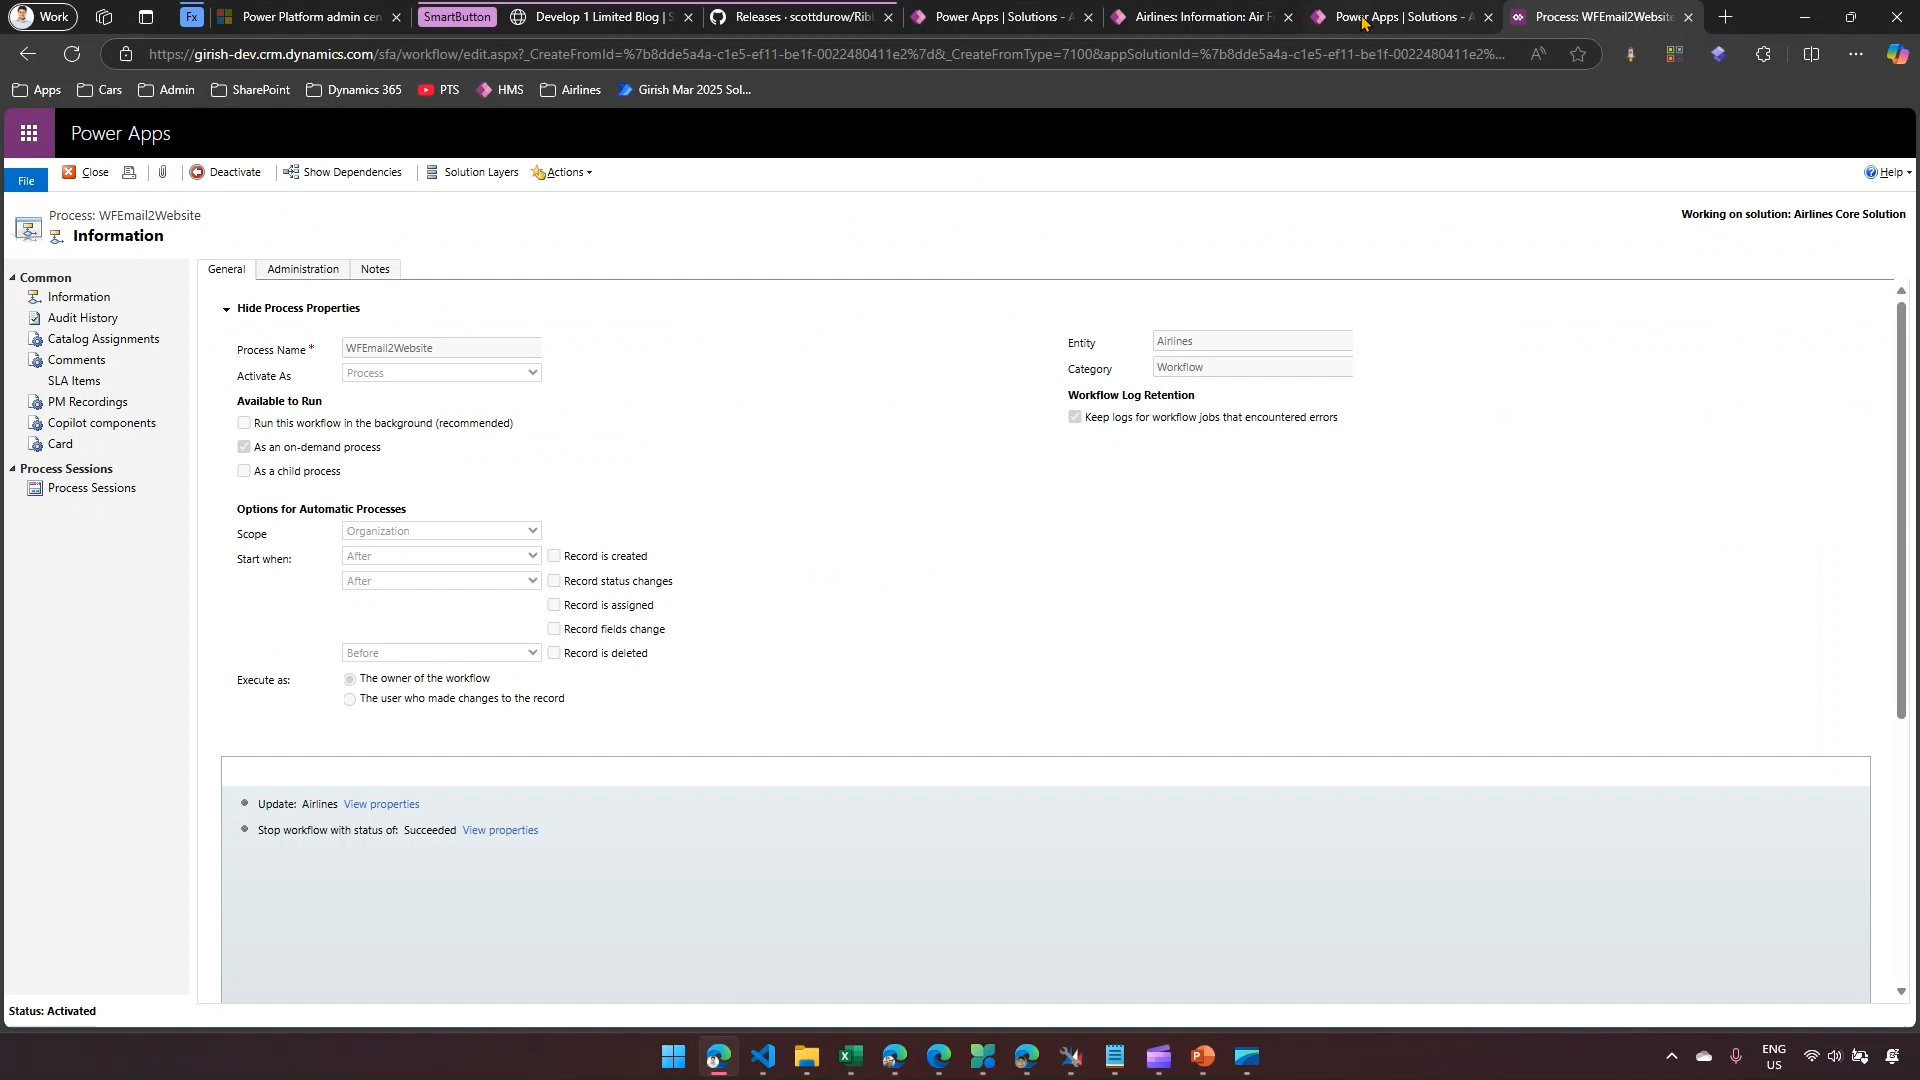 Work
Fx
Power Platform admin cen
SmartButton
Develop 1 Limited Blog | S
Releases · scottdurow/Rib
Power Apps | Solutions - A
Airlines: Information: Air F
Power Apps | Solutions - A
Process: WFEmail2Website
https://girish-dev.crm.dynamics.com/sfa/workflow/edit.aspx?_CreateFromId=%7b8dde5a4a-c1e5-ef11-be1f-0022480411e2%7d&_CreateFromType=7100&appSolutionId=%7b8dde5a4a-c1e5-ef11-be1f-0022480411e2%...
Apps
Cars
Admin
SharePoint
Dynamics 365
PTS
HMS
Airlines
Girish Mar 2025 Sol...
Power Apps
File
Close
Deactivate
Show Dependencies
Solution Layers
Actions
Help
Process: WFEmail2Website
Information
Working on solution: Airlines Core Solution
Common
Information
Audit History
Catalog Assignments
Comments
SLA Items
PM Recordings
Copilot components
Card
Process Sessions
Process Sessions
General
Administration
Notes
Hide Process Properties
Process Name *
WFEmail2Website
Activate As
Process
Entity
Airlines
Category
Workflow
Available to Run
Run this workflow in the background (recommended)
As an on-demand process
As a child process
Workflow Log Retention
Keep logs for workflow jobs that encountered errors
Options for Automatic Processes
Scope
Organization
Start when:
After
Record is created
After
Record status changes
Record is assigned
Record fields change
Before
Record is deleted
Execute as:
The owner of the workflow
The user who made changes to the record
Update: Airlines View properties
Stop workflow with status of: Succeeded View properties
Status: Activated
ENG
US